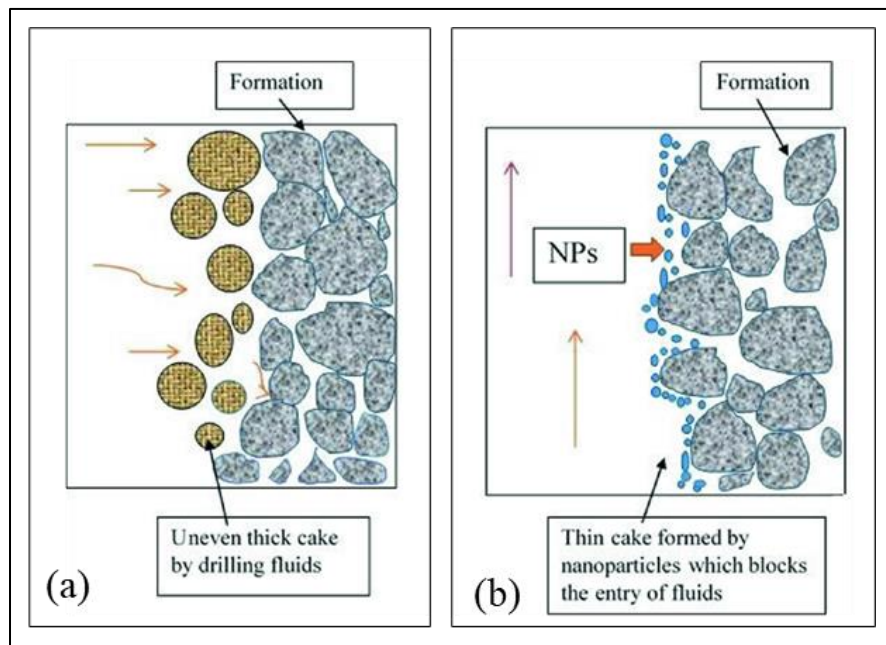 Formation
Uneven thick cake
by drilling fluids
(a)
Formation
NPs
Thin cake formed by
nanoparticles which blocks
the entry of fluids
(b)